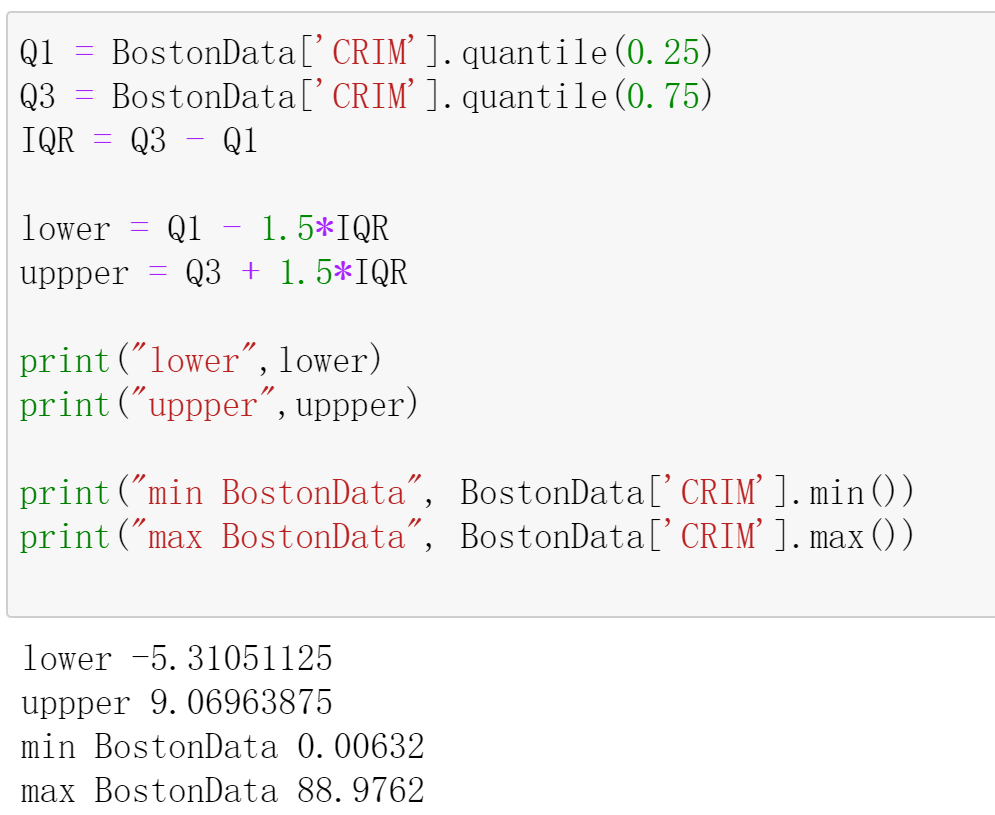 Q1 = BostonData['CRIM'].quantile(0.25)
Q3 = BostonData['CRIM'].quantile(0.75)
IQR = Q3 - Q1
lower = Q1 - 1.5*IQR
uppper = Q3 + 1.5*IQR
print("lower",lower)
print("uppper",uppper)
print("min BostonData", BostonData['CRIM'].min())
print("max BostonData", BostonData['CRIM'].max())
lower -5.31051125
uppper 9.06963875
min BostonData 0.00632
max BostonData 88.9762